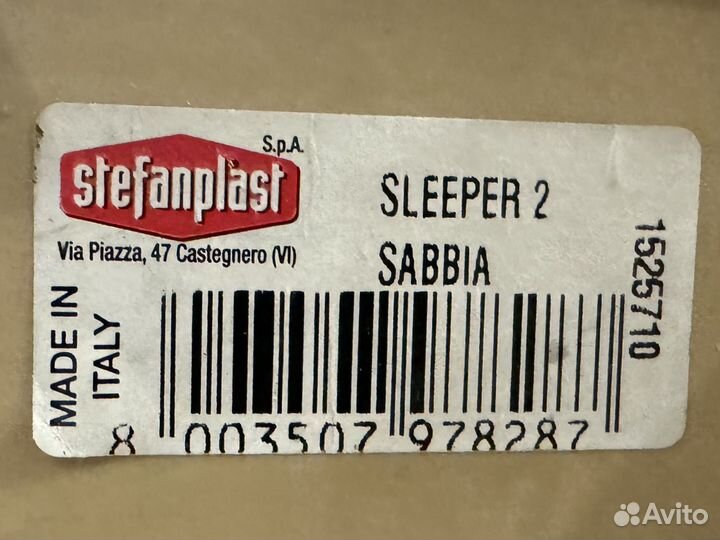 S.p.A.
stefanplast
Via Piazza, 47 Castegnero (VI)
SLEEPER 2
SABBIA
MADE IN
ITALY
1525710
8 003507 978287
Avito